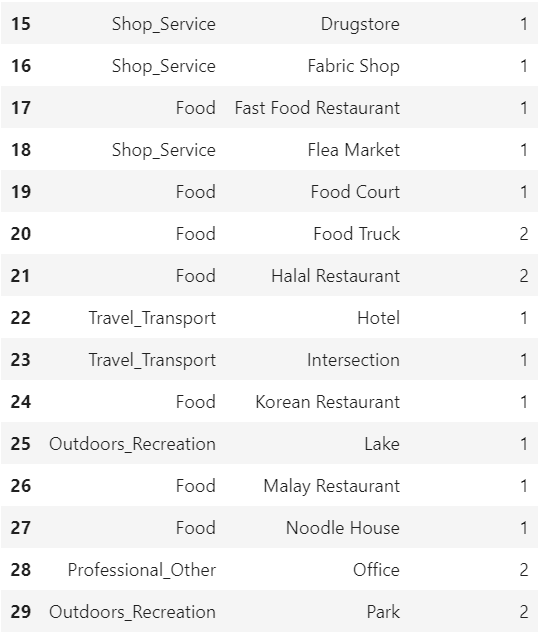 15 Shop_Service Drugstore 1
16 Shop_Service Fabric Shop 1
17 Food Fast Food Restaurant 1
18 Shop_Service Flea Market 1
19 Food Food Court 1
20 Food Food Truck 2
21 Food Halal Restaurant 2
22 Travel_Transport Hotel 1
23 Travel_Transport Intersection 1
24 Food Korean Restaurant 1
25 Outdoors_Recreation Lake 1
26 Food Malay Restaurant 1
27 Food Noodle House 1
28 Professional_Other Office 2
29 Outdoors_Recreation Park 2